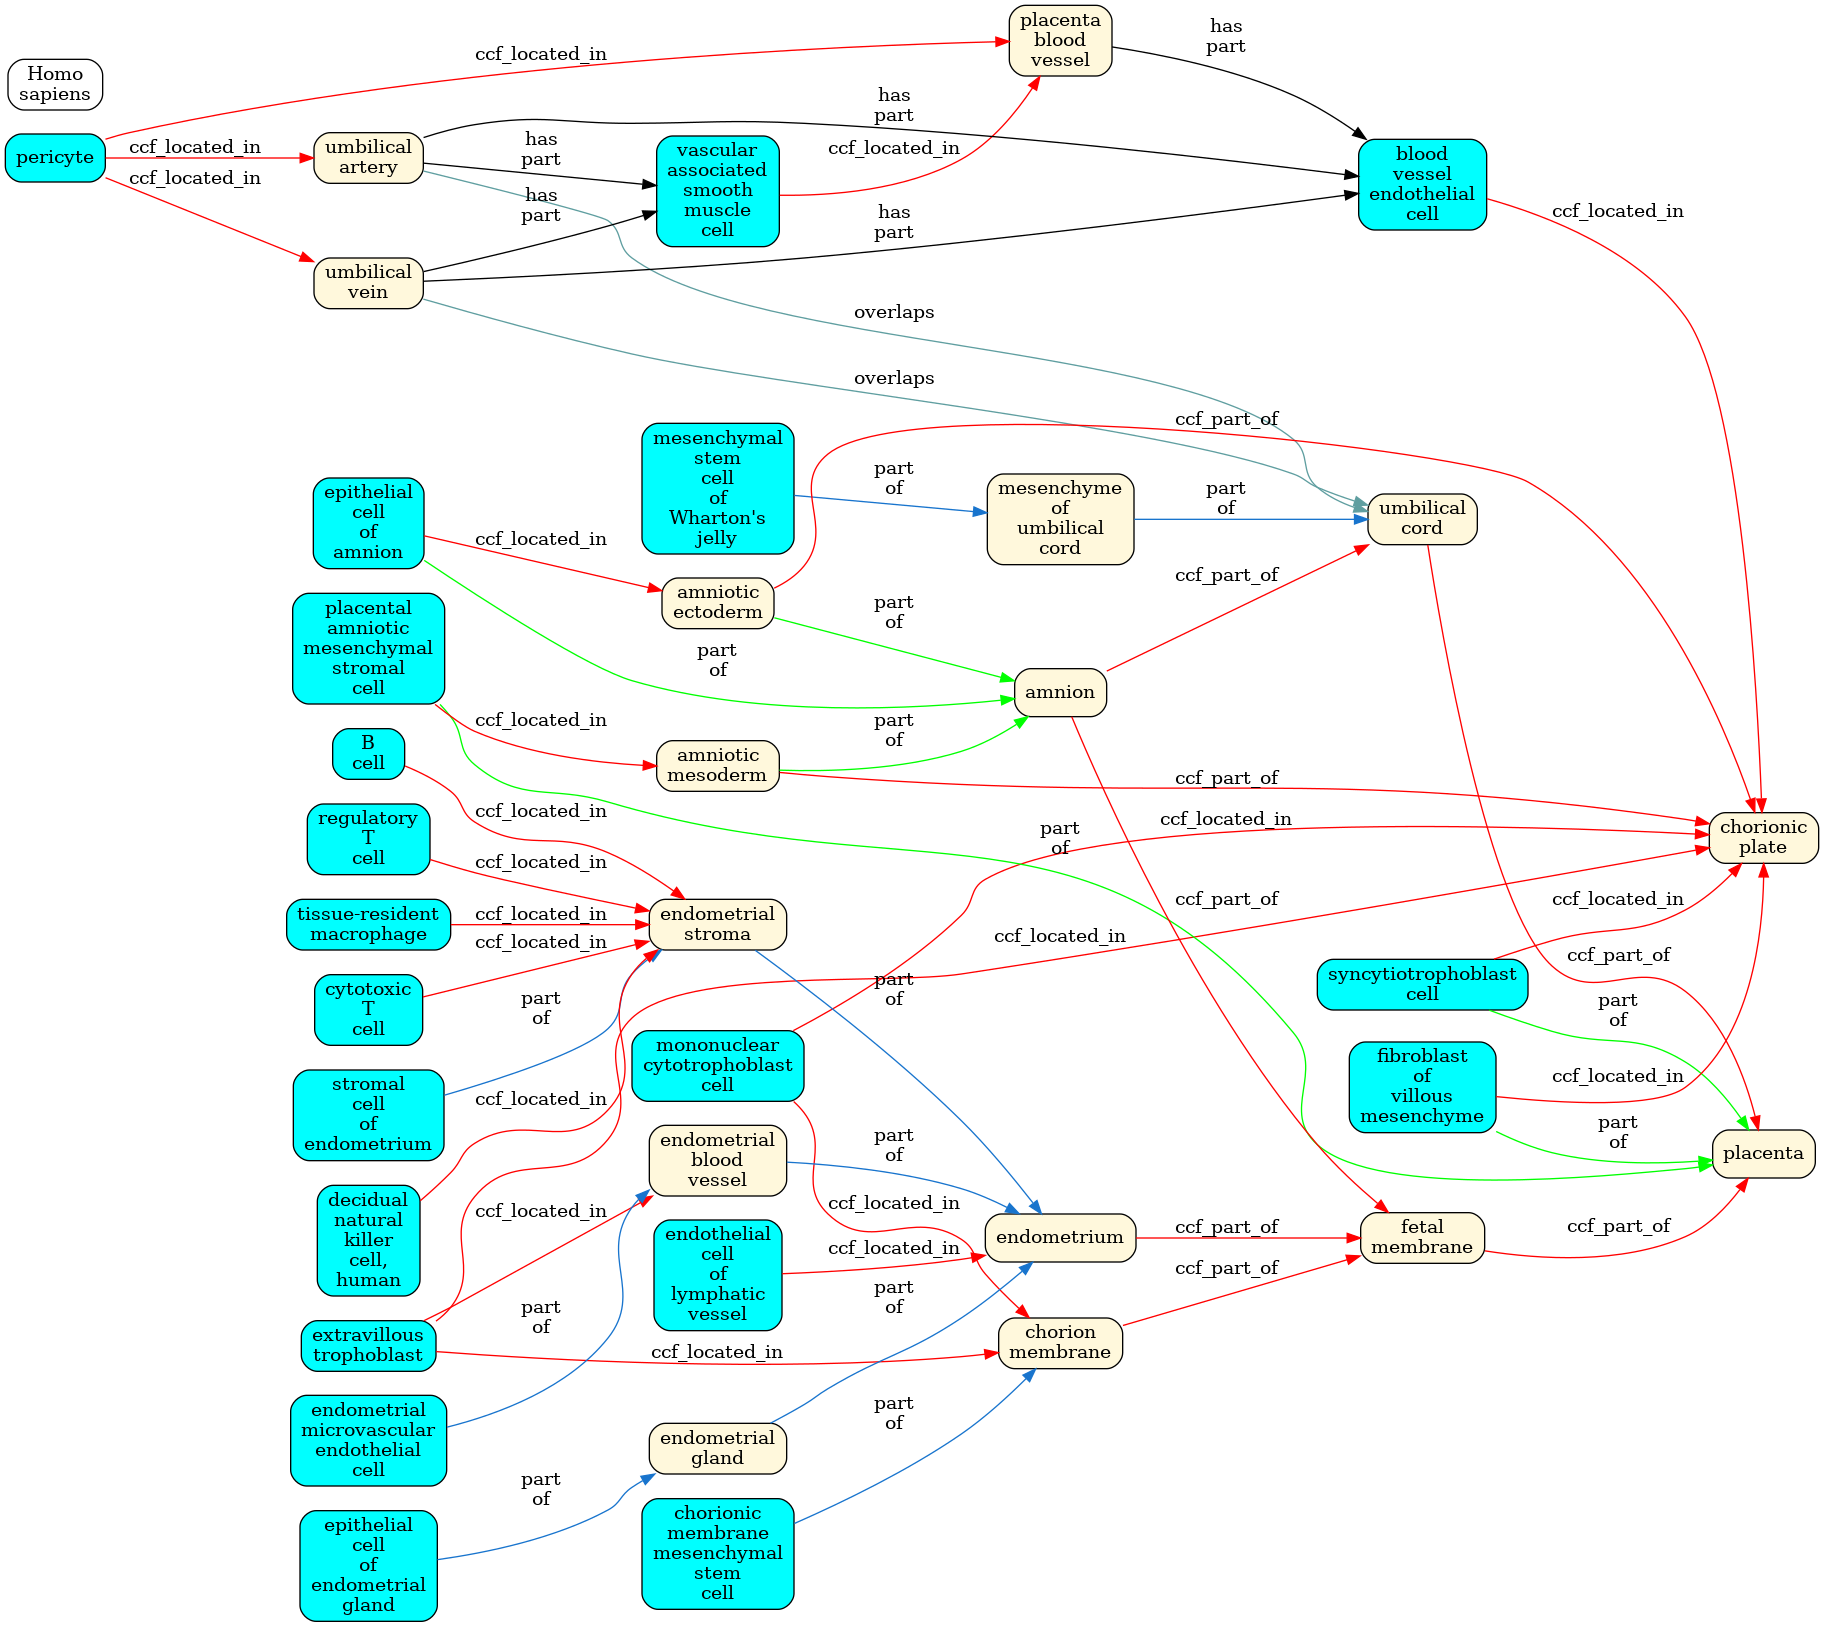 Homo
sapiens
pericyte
ccf_located_in
ccf_located_in
ccf_located_in
umbilical
artery
umbilical
vein
has
part
has
part
has
part
has
part
vascular
associated
smooth
muscle
cell
ccf_located_in
placenta
blood
vessel
has
part
blood
vessel
endothelial
cell
ccf_located_in
overlaps
overlaps
mesenchymal
stem
cell
of
Wharton's
jelly
part
of
mesenchyme
of
umbilical
cord
part
of
umbilical
cord
ccf_part_of
epithelial
cell
of
amnion
ccf_located_in
part
of
amniotic
ectoderm
part
of
ccf_part_of
amnion
ccf_part_of
placental
amniotic
mesenchymal
stromal
cell
ccf_located_in
amniotic
mesoderm
part
of
ccf_part_of
part
of
ccf_located_in
ccf_part_of
ccf_located_in
chorionic
plate
B
cell
ccf_located_in
regulatory
T
cell
ccf_located_in
tissue-resident
macrophage
ccf_located_in
cytotoxic
T
cell
ccf_located_in
endometrial
stroma
part
of
stromal
cell
of
endometrium
part
of
ccf_located_in
decidual
natural
killer
cell,
human
mononuclear
cytotrophoblast
cell
ccf_located_in
syncytiotrophoblast
cell
ccf_located_in
ccf_part_of
part
of
fibroblast
of
villous
mesenchyme
ccf_located_in
part
of
placenta
ccf_part_of
endometrial
blood
vessel
part
of
ccf_located_in
extravillous
trophoblast
ccf_located_in
part
of
endothelial
cell
of
lymphatic
vessel
ccf_located_in
endometrium
ccf_part_of
fetal
membrane
part
of
chorion
membrane
ccf_part_of
endometrial
microvascular
endothelial
cell
endometrial
gland
part
of
part
of
epithelial
cell
of
endometrial
gland
chorionic
membrane
mesenchymal
stem
cell